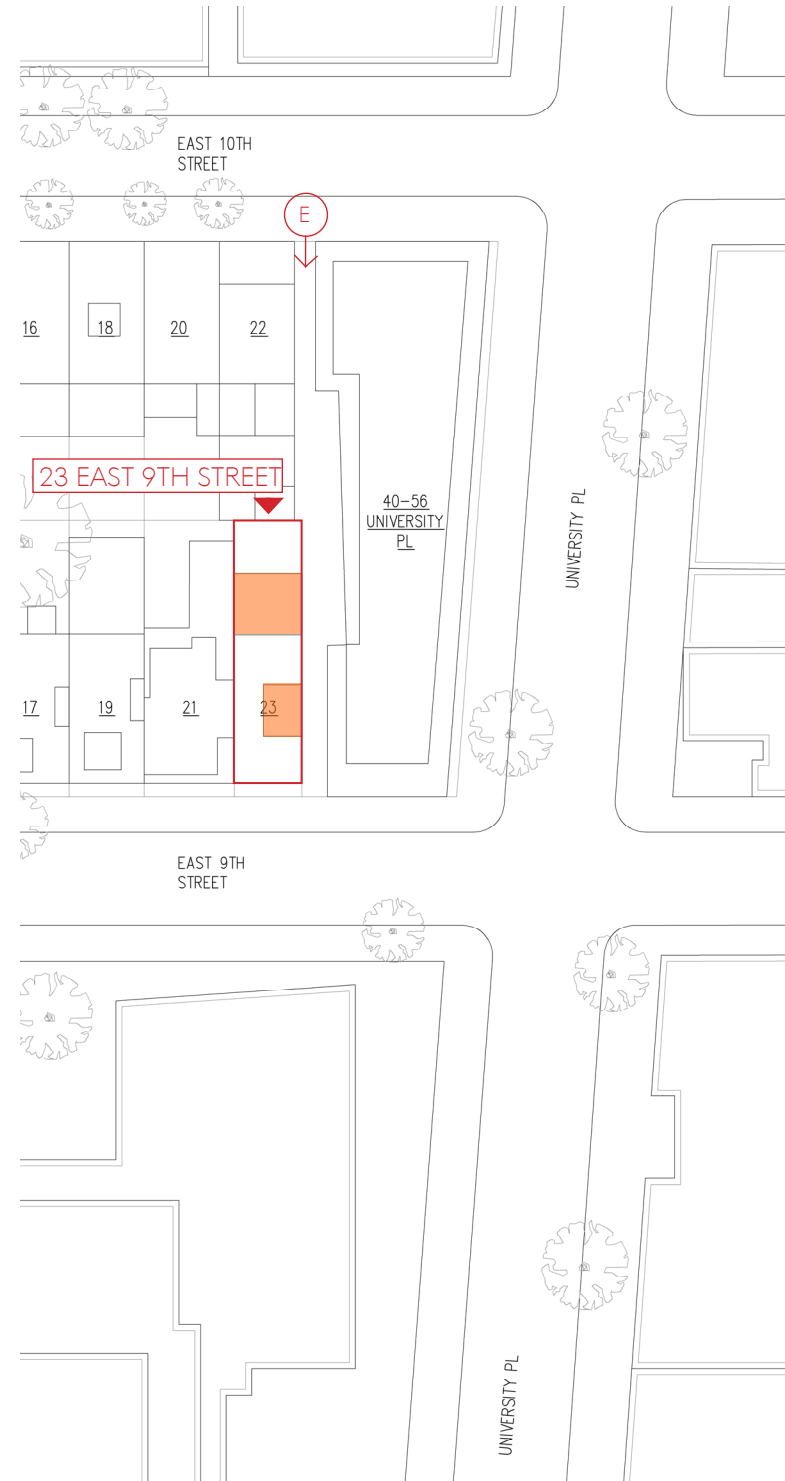 EAST 10TH
STREET
E
16
18
20
22
23 EAST 9TH STREET
40-56
UNIVERSITY
PL
UNIVERSITY PL
17
19
21
23
EAST 9TH
STREET
UNIVERSITY PL